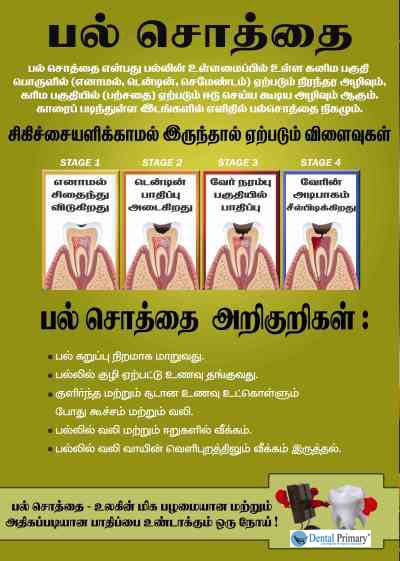 பல் சொத்தை
பல் சொத்தை என்பது பல்லின் உள்ளமைப்பில் உள்ள கனிம பகுதி
பொருளில் (எனாமல், டென்டின், செமேண்டம்) ஏற்படும் நிரந்தர அழிவும்,
கரிம பகுதியில் (பற்சதை) ஏற்படும் ஈடு செய்ய கூடிய அழிவும் ஆகும்.
காரைப் படிந்துள்ள இடங்களில் எளிதில் பல்சொத்தை நிகழும்.
சிகிச்சையளிக்காமல் இருந்தால் ஏற்படும் விளைவுகள்
STAGE 1 STAGE 2 STAGE 3 STAGE 4
எனாமல்
சிதைந்து
விடுகிறது
டென்டின்
பாதிப்பு
அடைகிறது
வேர் நரம்பு
பகுதியில்
பாதிப்பு
வேரின்
அடிபாகம்
சீல்பிடிக்கிறது
பல் சொத்தை அறிகுறிகள் :
• பல் கறுப்பு நிறமாக மாறுவது.
• பல்லில் குழி ஏற்பட்டு உணவு தங்குவது.
• குளிர்ந்த மற்றும் சூடான உணவு உட்கொள்ளும்
போது கூச்சம் மற்றும் வலி.
• பல்லில் வலி மற்றும் ஈறுகளில் வீக்கம்.
• பல்லில் வலி வாயின் வெளிபுறத்திலும் வீக்கம் இருத்தல்.
பல் சொத்தை - உலகின் மிக பழமையான மற்றும்
அதிகப்படியான பாதிப்பை உண்டாக்கும் ஒரு நோய் !
Dental Primary